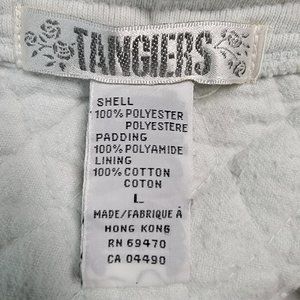 TANGIERS
SHELL
100% POLYESTER
POLYESTERE
PADDING
100% POLYAMIDE
LINING
100% COTTON
COTON
L
MADE/FABRIQUE À
HONG KONG
RN 69470
CA 04490